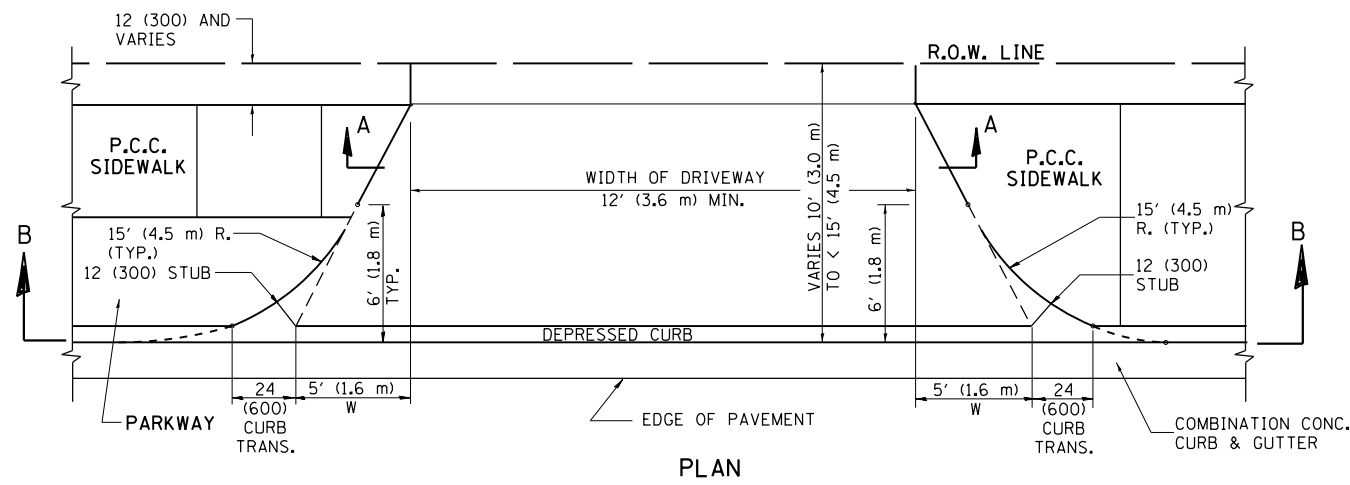 12 (300) AND
VARIES
R.O.W. LINE
A
A
P.C.C.
SIDEWALK
P.C.C.
SIDEWALK
WIDTH OF DRIVEWAY
12' (3.6 m) MIN.
VARIES 10' (3.0 m)
TO < 15' (4.5 m)
B
B
15' (4.5 m) R.
(TYP.)
12 (300) STUB
6' (1.8 m)
TYP.
6' (1.8 m)
15' (4.5 m)
R. (TYP.)
12 (300)
STUB
DEPRESSED CURB
24
(600)
CURB
TRANS.
5' (1.6 m)
W
5' (1.6 m)
W
24
(600)
CURB
TRANS.
PARKWAY
EDGE OF PAVEMENT
COMBINATION CONC.
CURB & GUTTER
PLAN